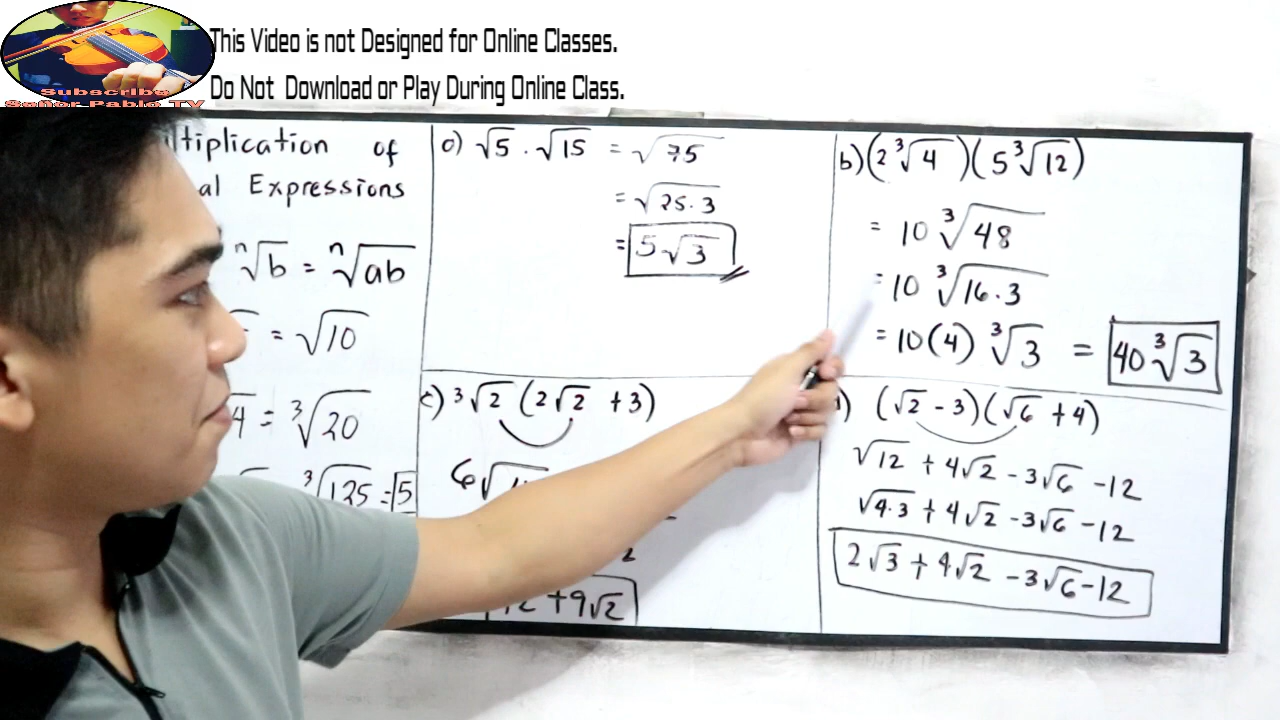 This Video is not Designed for Online Classes.
Do Not Download or Play During Online Class.
Subscribe
Señor Pablo TV
ltiplication of
al Expressions
ⁿ√b = ⁿ√ab
= √10
4 = ³√20
³√125 = 5
a) √5 · √15 = √75
= √25·3
= 5√3
b) (2³√4)(5³√12)
= 10 ³√48
= 10 ³√16·3
= 10(4) ³√3 = 40³√3
c) 3√2 (2√2 + 3)
6√
2
12 + 9√2
) (√2 - 3)(√6 + 4)
√12 + 4√2 - 3√6 - 12
√4·3 + 4√2 - 3√6 - 12
2√3 + 4√2 - 3√6 - 12